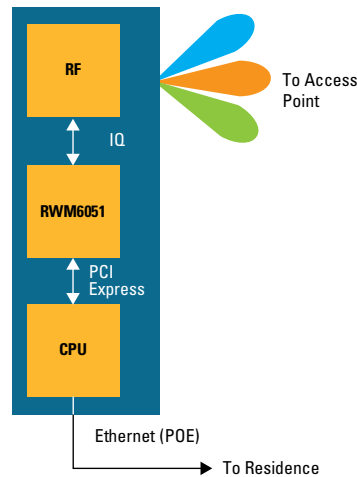 RF
To Access
Point
IQ
RWM6051
PCI
Express
CPU
Ethernet (POE)
To Residence